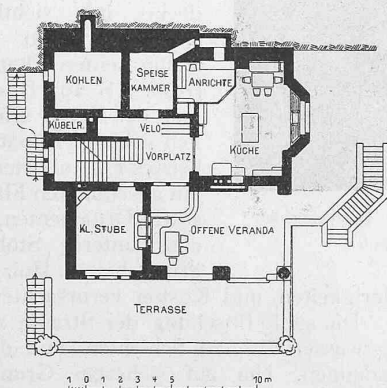 KOHLEN
SPEISE
KAMMER
ANRICHTE
KÜBELR.
VELO
VORPLATZ
KÜCHE
KL. STUBE
OFFENE VERANDA
TERRASSE
1 0 1 2 3 4 5 10 m